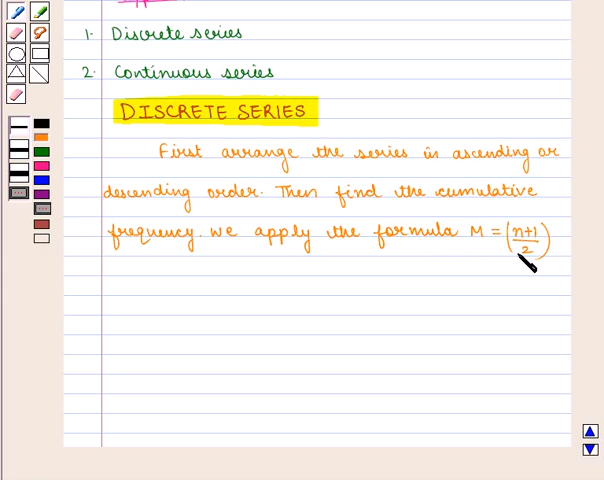 1. Discrete series
2. Continuous series
DISCRETE SERIES
First arrange the series in ascending or
descending order. Then find the cumulative
frequency. We apply the formula M = (n+1/2)